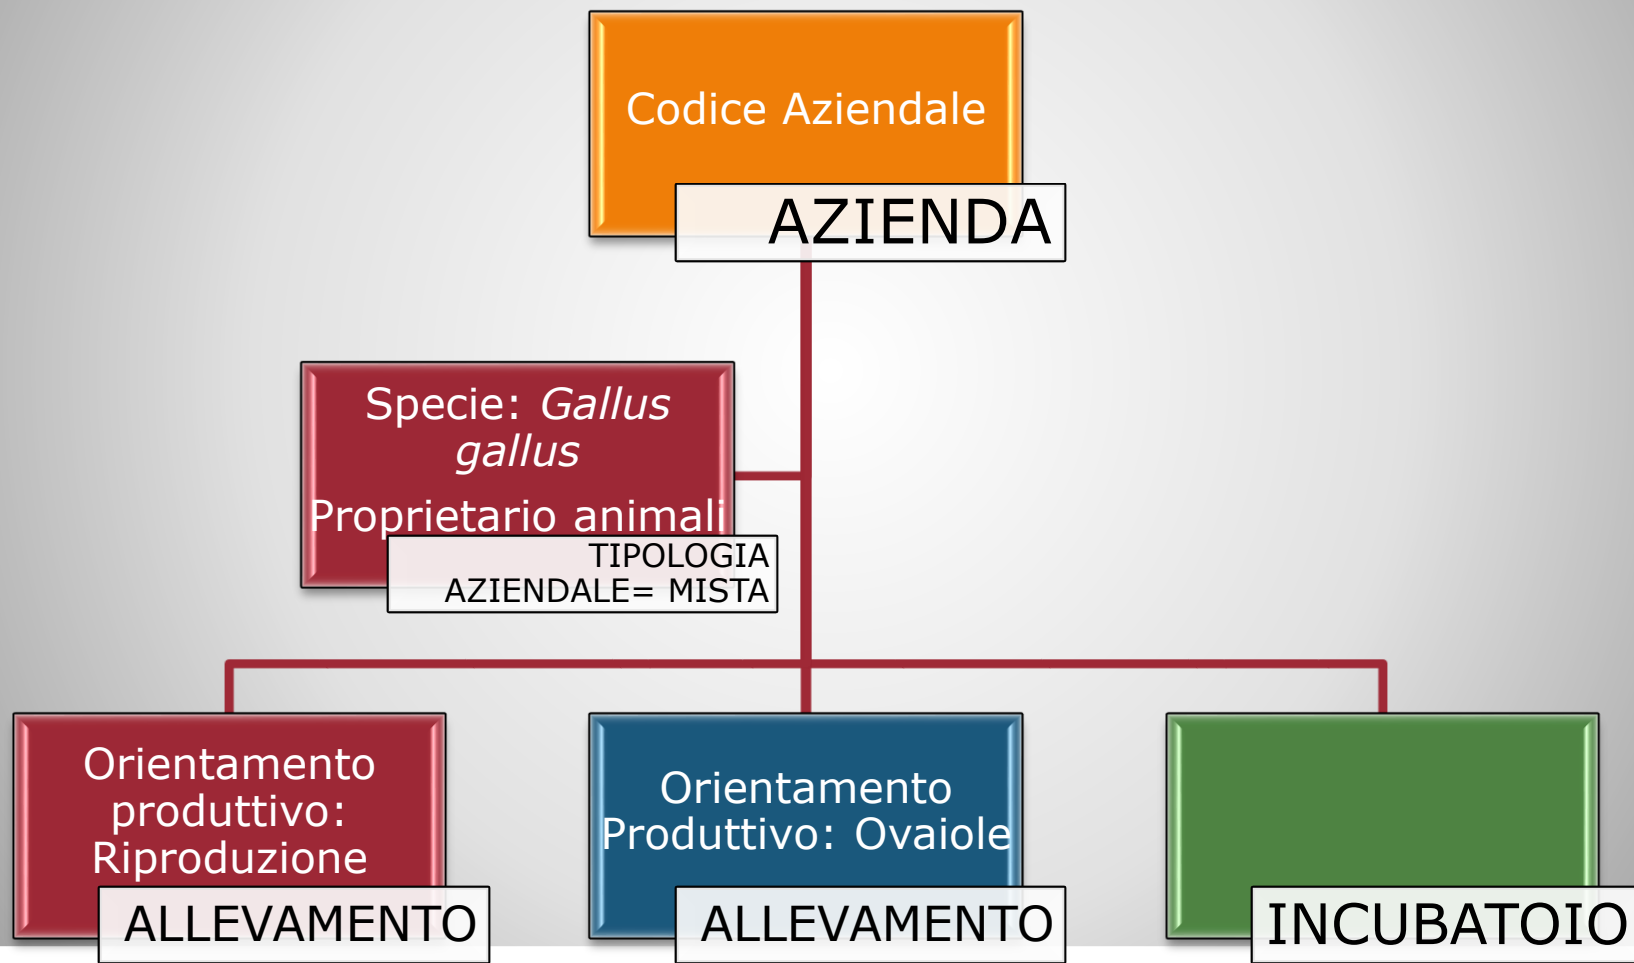 Codice Aziendale
AZIENDA
Specie: Gallus
gallus
Proprietario animali
TIPOLOGIA
AZIENDALE= MISTA
Orientamento
produttivo:
Riproduzione
ALLEVAMENTO
Orientamento
Produttivo: Ovaiole
ALLEVAMENTO
INCUBATOIO